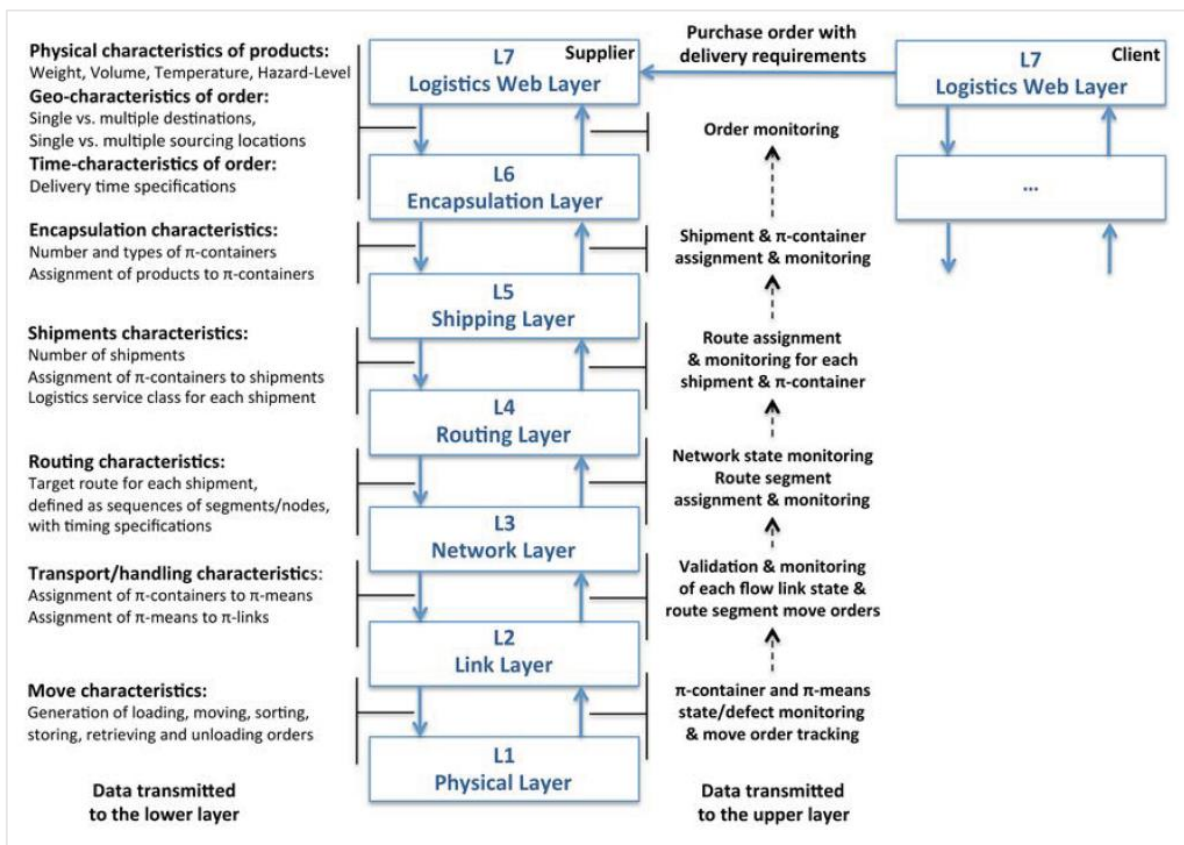 Physical characteristics of products:
Weight, Volume, Temperature, Hazard-Level
Geo-characteristics of order:
Single vs. multiple destinations,
Single vs. multiple sourcing locations
Time-characteristics of order:
Delivery time specifications
Encapsulation characteristics:
Number and types of π-containers
Assignment of products to π-containers
Shipments characteristics:
Number of shipments
Assignment of π-containers to shipments
Logistics service class for each shipment
Routing characteristics:
Target route for each shipment,
defined as sequences of segments/nodes,
with timing specifications
Transport/handling characteristics:
Assignment of π-containers to π-means
Assignment of π-means to π-links
Move characteristics:
Generation of loading, moving, sorting,
storing, retrieving and unloading orders
Data transmitted
to the lower layer
L7
Supplier
Logistics Web Layer
L6
Encapsulation Layer
L5
Shipping Layer
L4
Routing Layer
L3
Network Layer
L2
Link Layer
L1
Physical Layer
Purchase order with
delivery requirements
Order monitoring
Shipment & π-container
assignment & monitoring
Route assignment
& monitoring for each
shipment & π-container
Network state monitoring
Route segment
assignment & monitoring
Validation & monitoring
of each flow link state &
route segment move orders
π-container and π-means
state/defect monitoring
& move order tracking
Data transmitted
to the upper layer
L7
Client
Logistics Web Layer
...